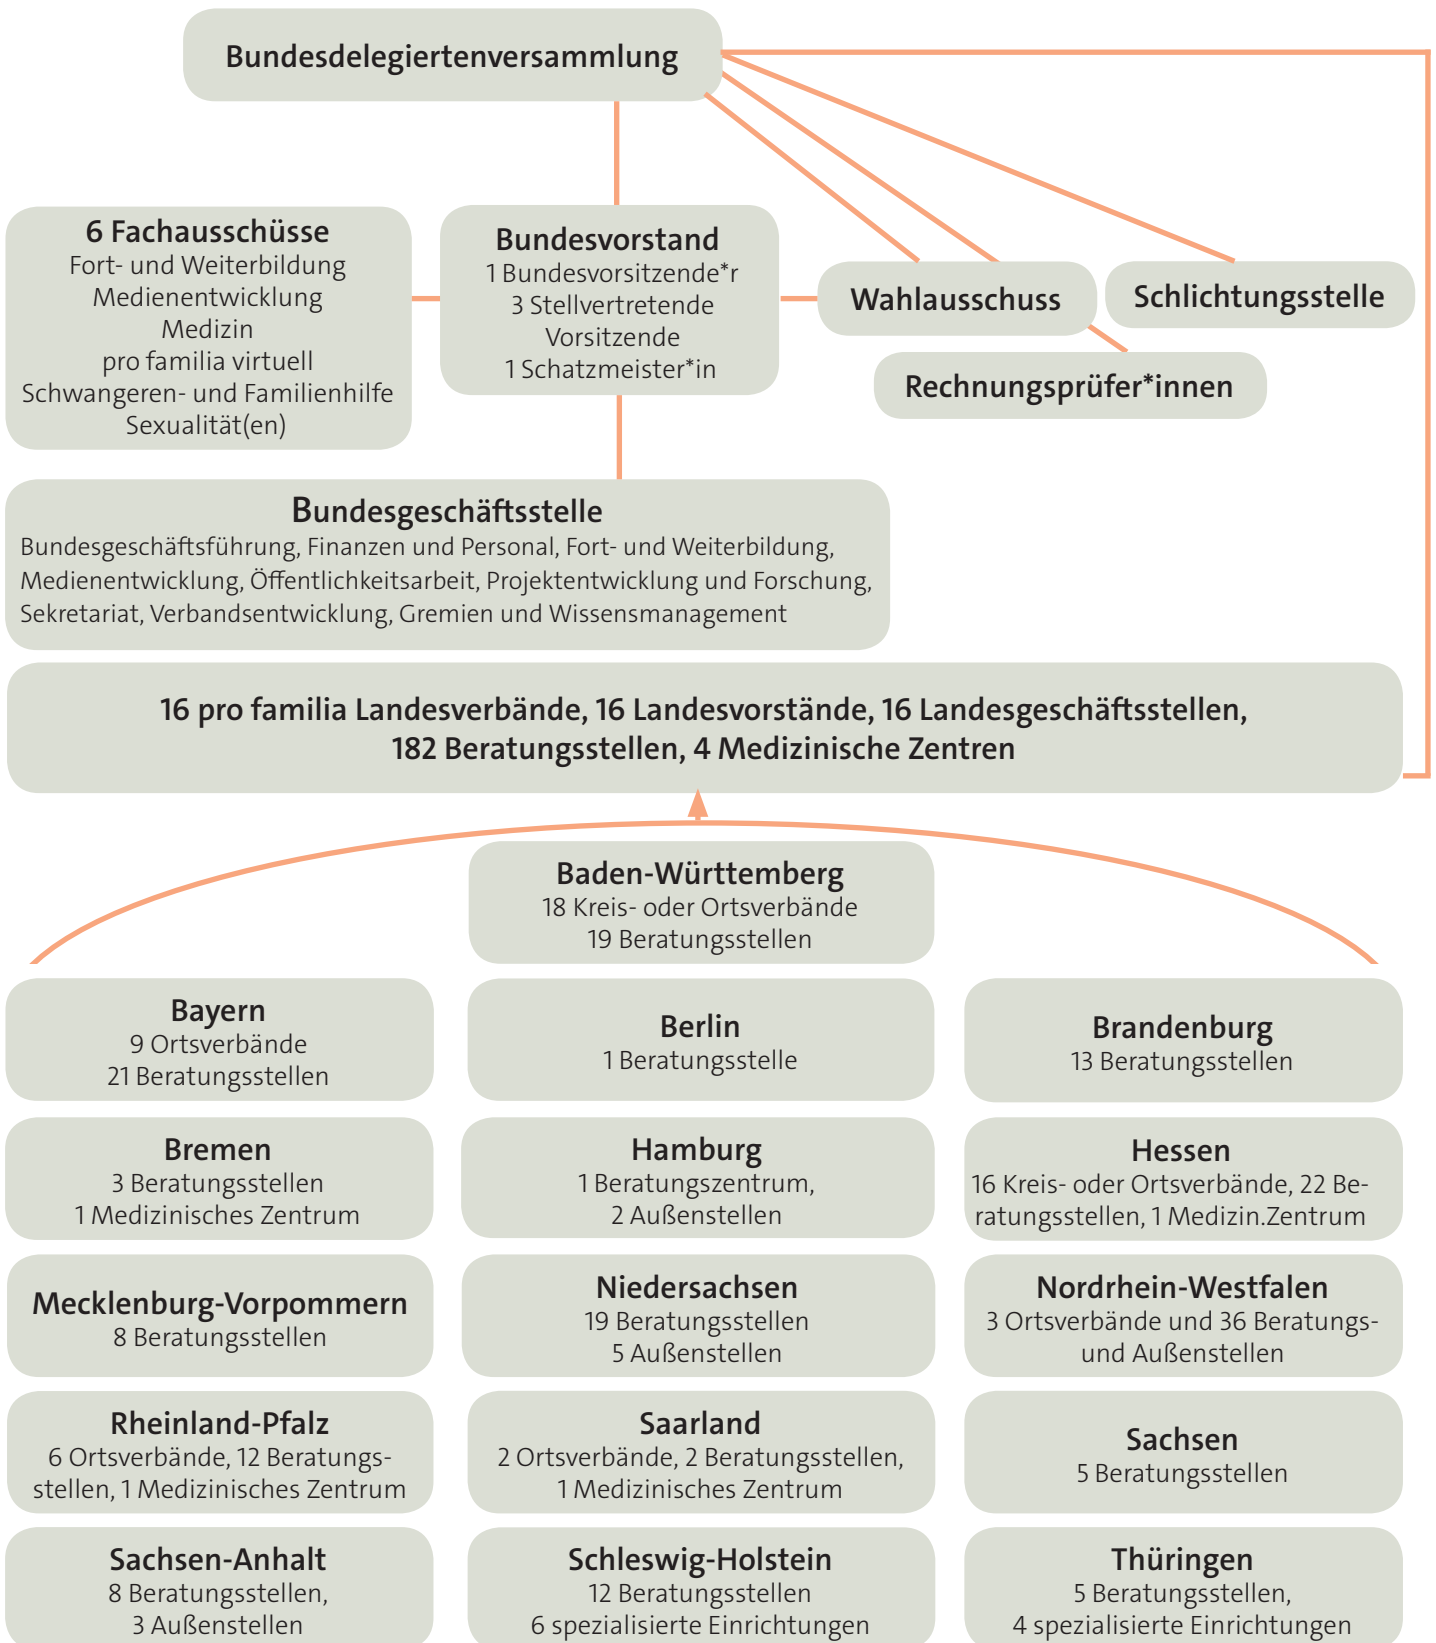 Bundesdelegiertenversammlung
6 Fachausschüsse
Fort- und Weiterbildung
Medienentwicklung
Medizin
pro familia virtuell
Schwangeren- und Familienhilfe
Sexualität(en)
Bundesvorstand
1 Bundesvorsitzende*r
3 Stellvertretende
Vorsitzende
1 Schatzmeister*in
Wahlausschuss
Schlichtungsstelle
Rechnungsprüfer*innen
Bundesgeschäftsstelle
Bundesgeschäftsführung, Finanzen und Personal, Fort- und Weiterbildung,
Medienentwicklung, Öffentlichkeitsarbeit, Projektentwicklung und Forschung,
Sekretariat, Verbandsentwicklung, Gremien und Wissensmanagement
16 pro familia Landesverbände, 16 Landesvorstände, 16 Landesgeschäftsstellen,
182 Beratungsstellen, 4 Medizinische Zentren
Baden-Württemberg
18 Kreis- oder Ortsverbände
19 Beratungsstellen
Bayern
9 Ortsverbände
21 Beratungsstellen
Berlin
1 Beratungsstelle
Brandenburg
13 Beratungsstellen
Bremen
3 Beratungsstellen
1 Medizinisches Zentrum
Hamburg
1 Beratungszentrum,
2 Außenstellen
Hessen
16 Kreis- oder Ortsverbände, 22 Be-
ratungsstellen, 1 Medizin.Zentrum
Mecklenburg-Vorpommern
8 Beratungsstellen
Niedersachsen
19 Beratungsstellen
5 Außenstellen
Nordrhein-Westfalen
3 Ortsverbände und 36 Beratungs-
und Außenstellen
Rheinland-Pfalz
6 Ortsverbände, 12 Beratungs-
stellen, 1 Medizinisches Zentrum
Saarland
2 Ortsverbände, 2 Beratungsstellen,
1 Medizinisches Zentrum
Sachsen
5 Beratungsstellen
Sachsen-Anhalt
8 Beratungsstellen,
3 Außenstellen
Schleswig-Holstein
12 Beratungsstellen
6 spezialisierte Einrichtungen
Thüringen
5 Beratungsstellen,
4 spezialisierte Einrichtungen